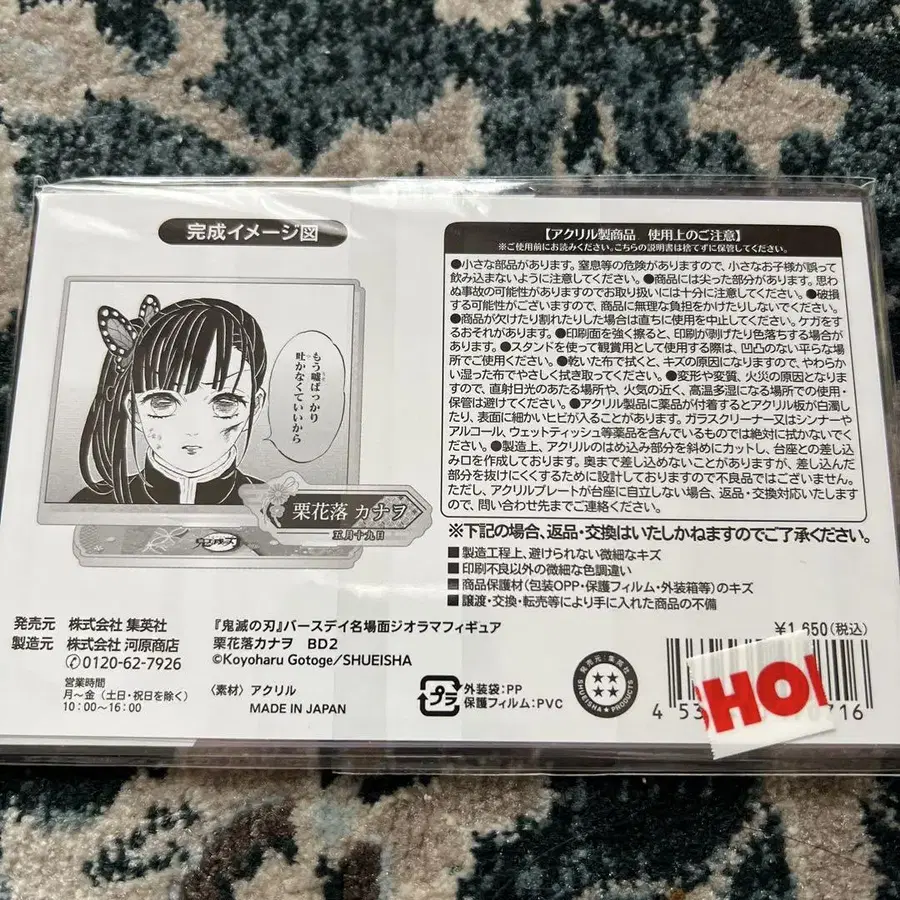 完成イメージ図
もう嘘ばっかり
吐かなくていいから
栗花落 カナヲ
五月十九日
【アクリル製商品 使用上のご注意】
※ご使用前にお読みください。こちらの説明書は捨てずに保管してください。
●小さな部品があります。窒息等の危険がありますので、小さなお子様が誤って
飲み込まないように注意してください。●商品には尖った部分があります。思わ
ぬ事故の可能性がありますのでお取り扱いには十分に注意してください。●破損
する可能性がございますので、商品に無理な負担をかけたりしないでください。
●商品が欠けたり割れたりした場合は直ちに使用を中止してください。ケガをす
るおそれがあります。●印刷面を強く擦ると、印刷が剥げたり色落ちする場合が
あります。●スタンドを使って観賞用として使用する際は、凹凸のない平らな場
所でご使用ください。●乾いた布で拭くと、キズの原因になりますので、やわらか
い湿った布でやさしく拭き取ってください。●変形や変質、火災の原因となりま
すので、直射日光のあたる場所や、火気の近く、高温多湿になる場所での使用・
保管は避けてください。●アクリル製品に薬品が付着するとアクリル板が白濁し
たり、表面に細かいヒビが入ることがあります。ガラスクリーナー又はシンナーや
アルコール、ウェットティッシュ等薬品を含んでいるものでは絶対に拭かないでく
ださい。●製造上、アクリルのはめ込み部分を斜めにカットし、台座との差し込
み口を作成しております。奥まで差し込めないことがありますが、差し込んだ
部分を抜けにくくするために設計しておりますので不良品ではございません。
ただし、アクリルプレートが台座に自立しない場合、返品・交換対応いたします
ので、問い合わせ先までご連絡ください。
※下記の場合、返品・交換はいたしかねますのでご了承ください。
■製造工程上、避けられない微細なキズ
■印刷不良以外の微細な色調違い
■商品保護材(包装OPP・保護フィルム・外装箱等)のキズ
■譲渡・交換・転売等により手に入れた商品の不備
発売元 株式会社 集英社
製造元 株式会社 河原商店
0120-62-7926
営業時間
月～金(土日・祝日を除く)
10:00～16:00
『鬼滅の刃』バースデイ名場面ジオラマフィギュア
栗花落カナヲ BD2
©Koyoharu Gotoge/SHUEISHA
〈素材〉アクリル
MADE IN JAPAN
プラ
外装袋:PP
保護フィルム:PVC
発売元 集英社
SHUEISHA★PRODUCTS
¥1,650(税込)
SHO
4 53
716